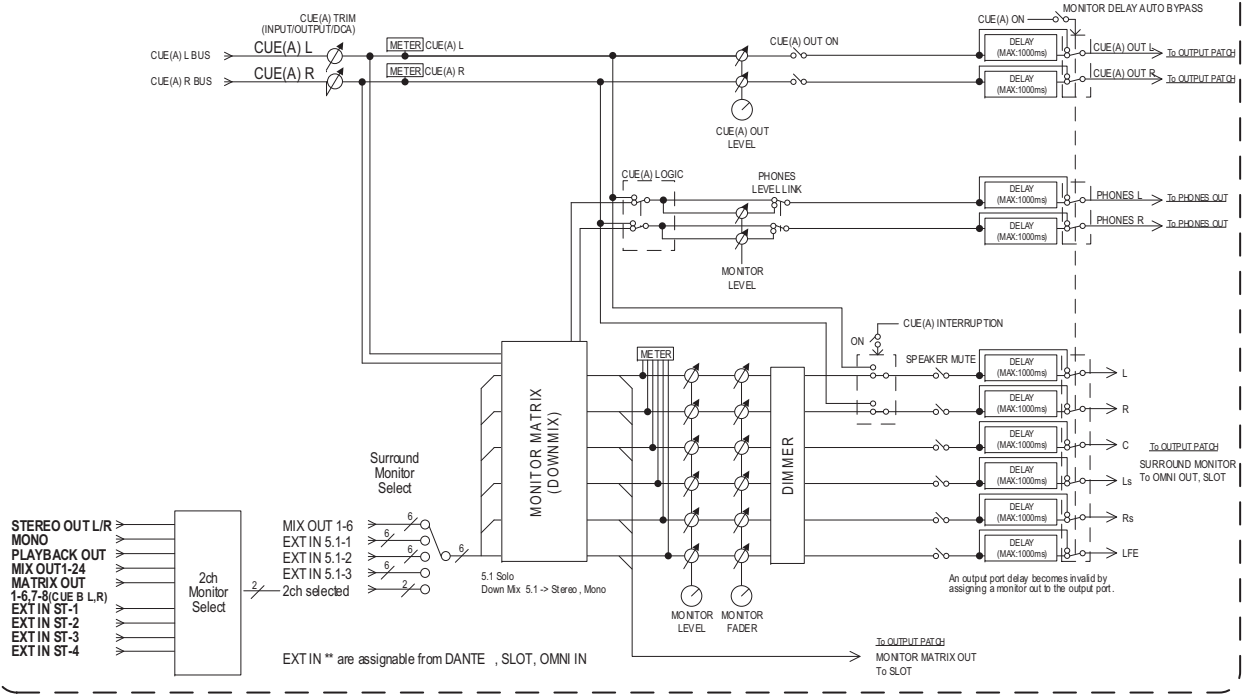 MONITOR DELAY AUTO BYPASS
CUE(A) ON
CUE(A) TRIM
(INPUT/OUTPUT/DCA)
CUE(A) L BUS
CUE(A) L
METER CUE(A) L
CUE(A) OUT ON
DELAY
(MAX:1000ms)
CUE(A) OUT L
To OUTPUT PATCH
CUE(A) R BUS
CUE(A) R
METER CUE(A) R
DELAY
(MAX:1000ms)
CUE(A) OUT R
To OUTPUT PATCH
CUE(A) OUT
LEVEL
CUE(A) LOGIC
PHONES
LEVEL LINK
DELAY
(MAX:1000ms)
PHONES L
To PHONES OUT
DELAY
(MAX:1000ms)
PHONES R
To PHONES OUT
MONITOR
LEVEL
CUE(A) INTERRUPTION
ON
METER
SPEAKER MUTE
MONITOR MATRIX
(DOWNMIX)
DIMMER
DELAY
(MAX:1000ms)
L
DELAY
(MAX:1000ms)
R
DELAY
(MAX:1000ms)
C
DELAY
(MAX:1000ms)
Ls
DELAY
(MAX:1000ms)
Rs
DELAY
(MAX:1000ms)
LFE
To OUTPUT PATCH
SURROUND MONITOR
To OMNI OUT, SLOT
An output port delay becomes invalid by
assigning a monitor out to the output port .
Surround
Monitor
Select
MIX OUT 1-6
6
EXT IN 5.1-1
6
EXT IN 5.1-2
6
EXT IN 5.1-3
6
2ch selected
2
6
5.1 Solo
Down Mix 5.1 -> Stereo , Mono
STEREO OUT L/R
MONO
PLAYBACK OUT
MIX OUT1-24
MATRIX OUT
1-6,7-8(CUE B L,R)
EXT IN ST-1
EXT IN ST-2
EXT IN ST-3
EXT IN ST-4
2ch
Monitor
Select
2
MONITOR
LEVEL
MONITOR
FADER
EXT IN ** are assignable from DANTE , SLOT, OMNI IN
To OUTPUT PATCH
MONITOR MATRIX OUT
To SLOT